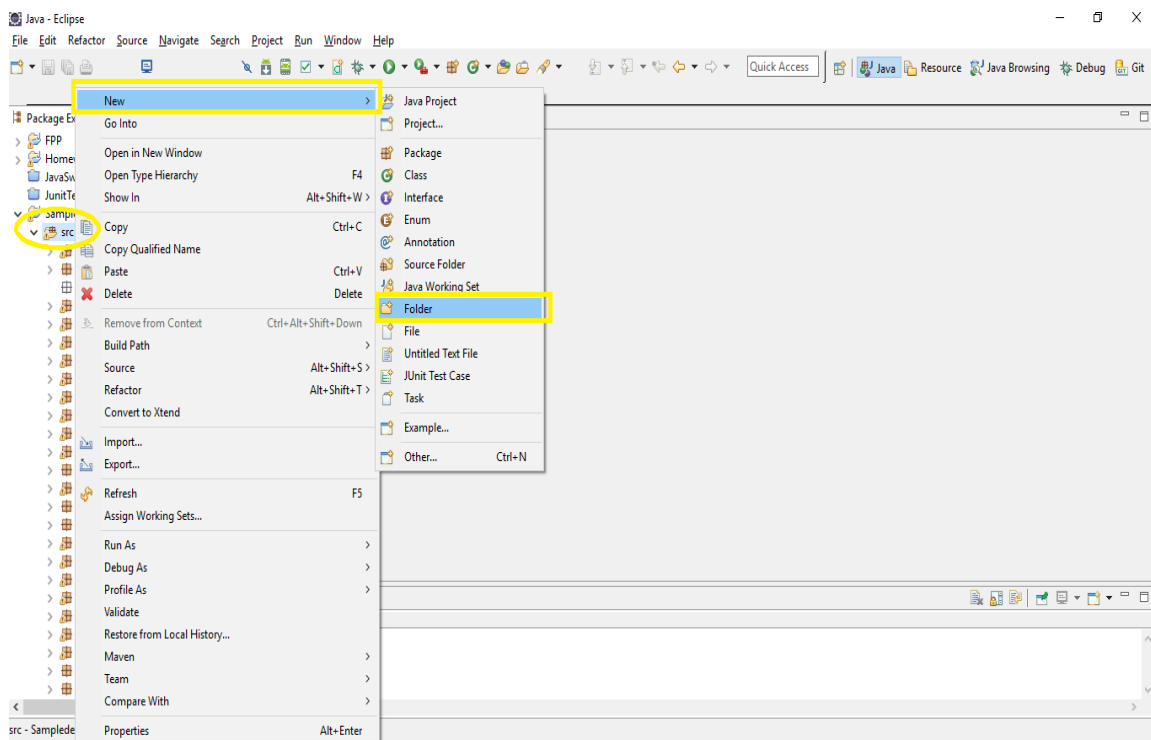 Java - Eclipse
File Edit Refactor Source Navigate Search Project Run Window Help
Quick Access Java Resource Java Browsing Debug Git
Package Ex
FPP
Homew
JavaSw
JunitTe
Sample
src
New
Go Into
Open in New Window
Open Type Hierarchy F4
Show In Alt+Shift+W >
Copy Ctrl+C
Copy Qualified Name
Paste Ctrl+V
Delete Delete
Remove from Context Ctrl+Alt+Shift+Down
Build Path
Source Alt+Shift+S >
Refactor Alt+Shift+T >
Convert to Xtend
Import...
Export...
Refresh F5
Assign Working Sets...
Run As
Debug As
Profile As
Validate
Restore from Local History...
Maven
Team
Compare With
Properties Alt+Enter
Java Project
Project...
Package
Class
Interface
Enum
Annotation
Source Folder
Java Working Set
Folder
File
Untitled Text File
JUnit Test Case
Task
Example...
Other... Ctrl+N
src - Samplede